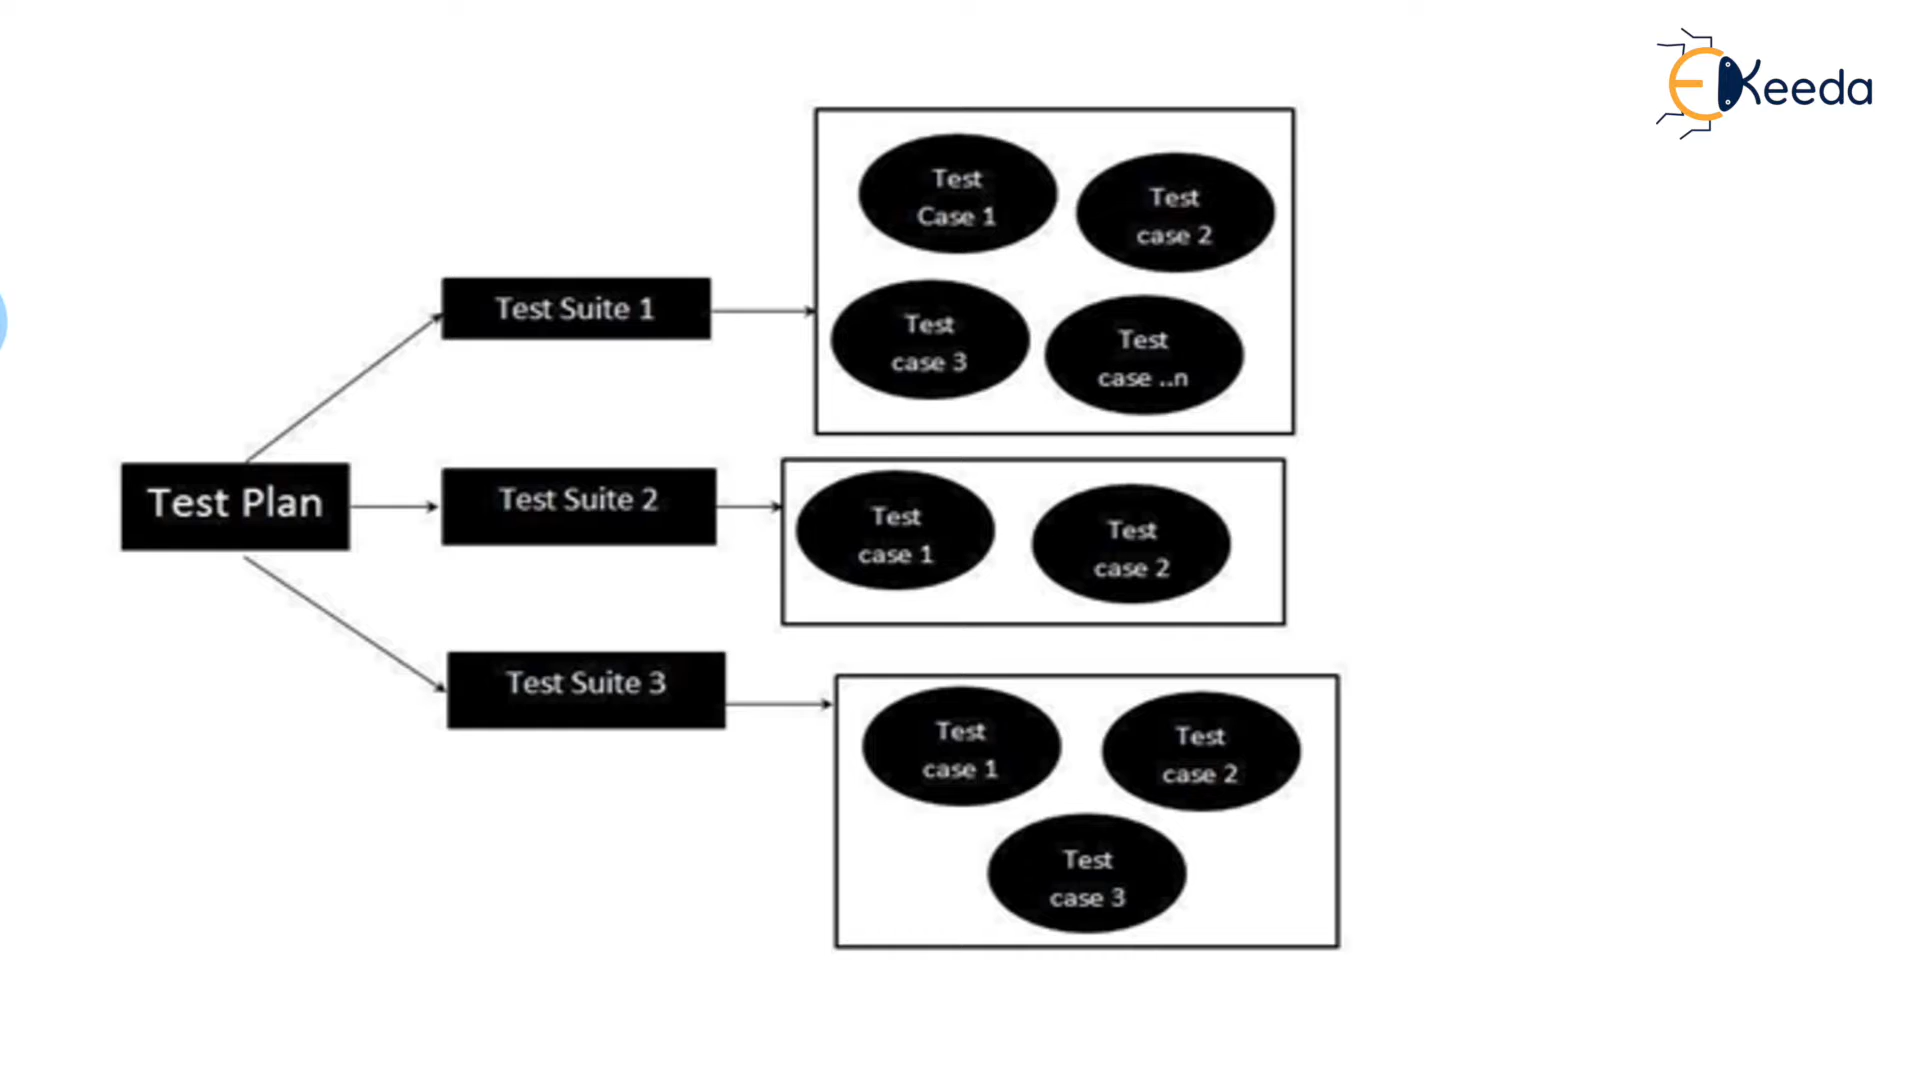 EKeeda
Test
Case 1
Test
case 2
Test
case 3
Test
case ..n
Test Suite 1
Test Plan
Test Suite 2
Test
case 1
Test
case 2
Test Suite 3
Test
case 1
Test
case 2
Test
case 3